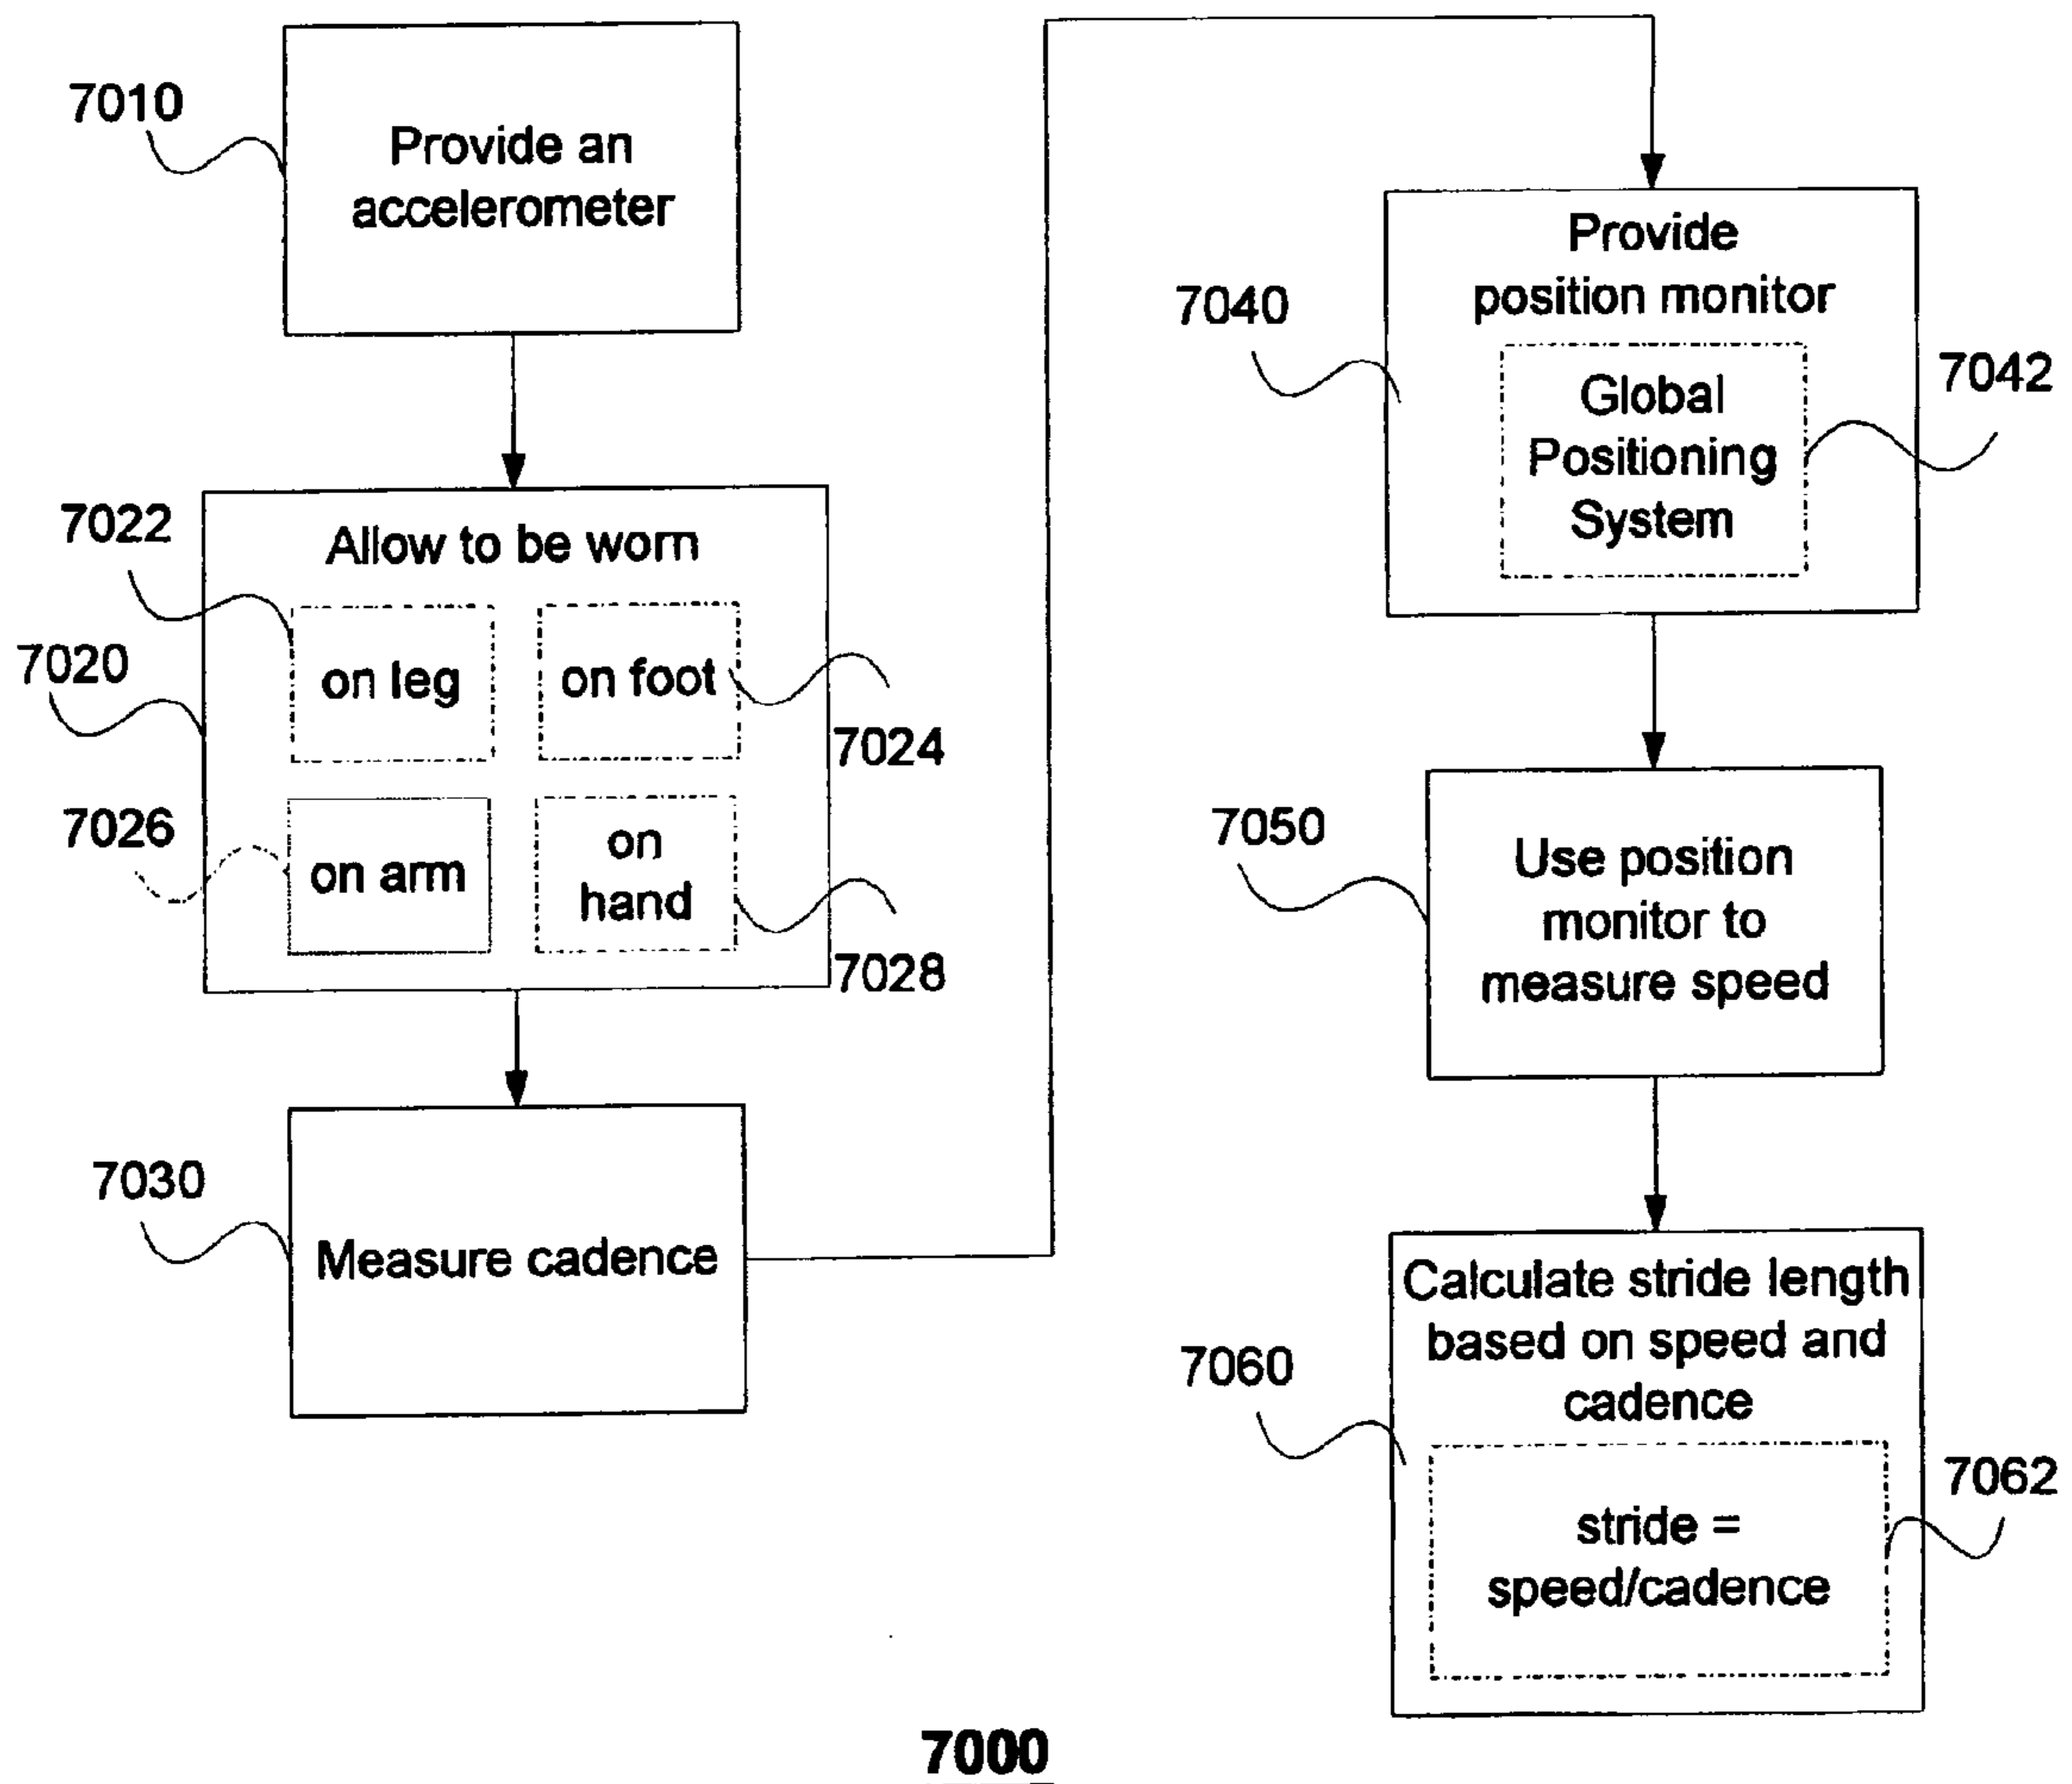 7010
Provide an
accelerometer
7022
Allow to be worn
7020
on leg
on foot
7024
7026
on arm
on
hand
7028
7030
Measure cadence
Provide
position monitor
7040
Global
Positioning
System
7042
7050
Use position
monitor to
measure speed
Calculate stride length
based on speed and
cadence
7060
stride =
speed/cadence
7062
7000